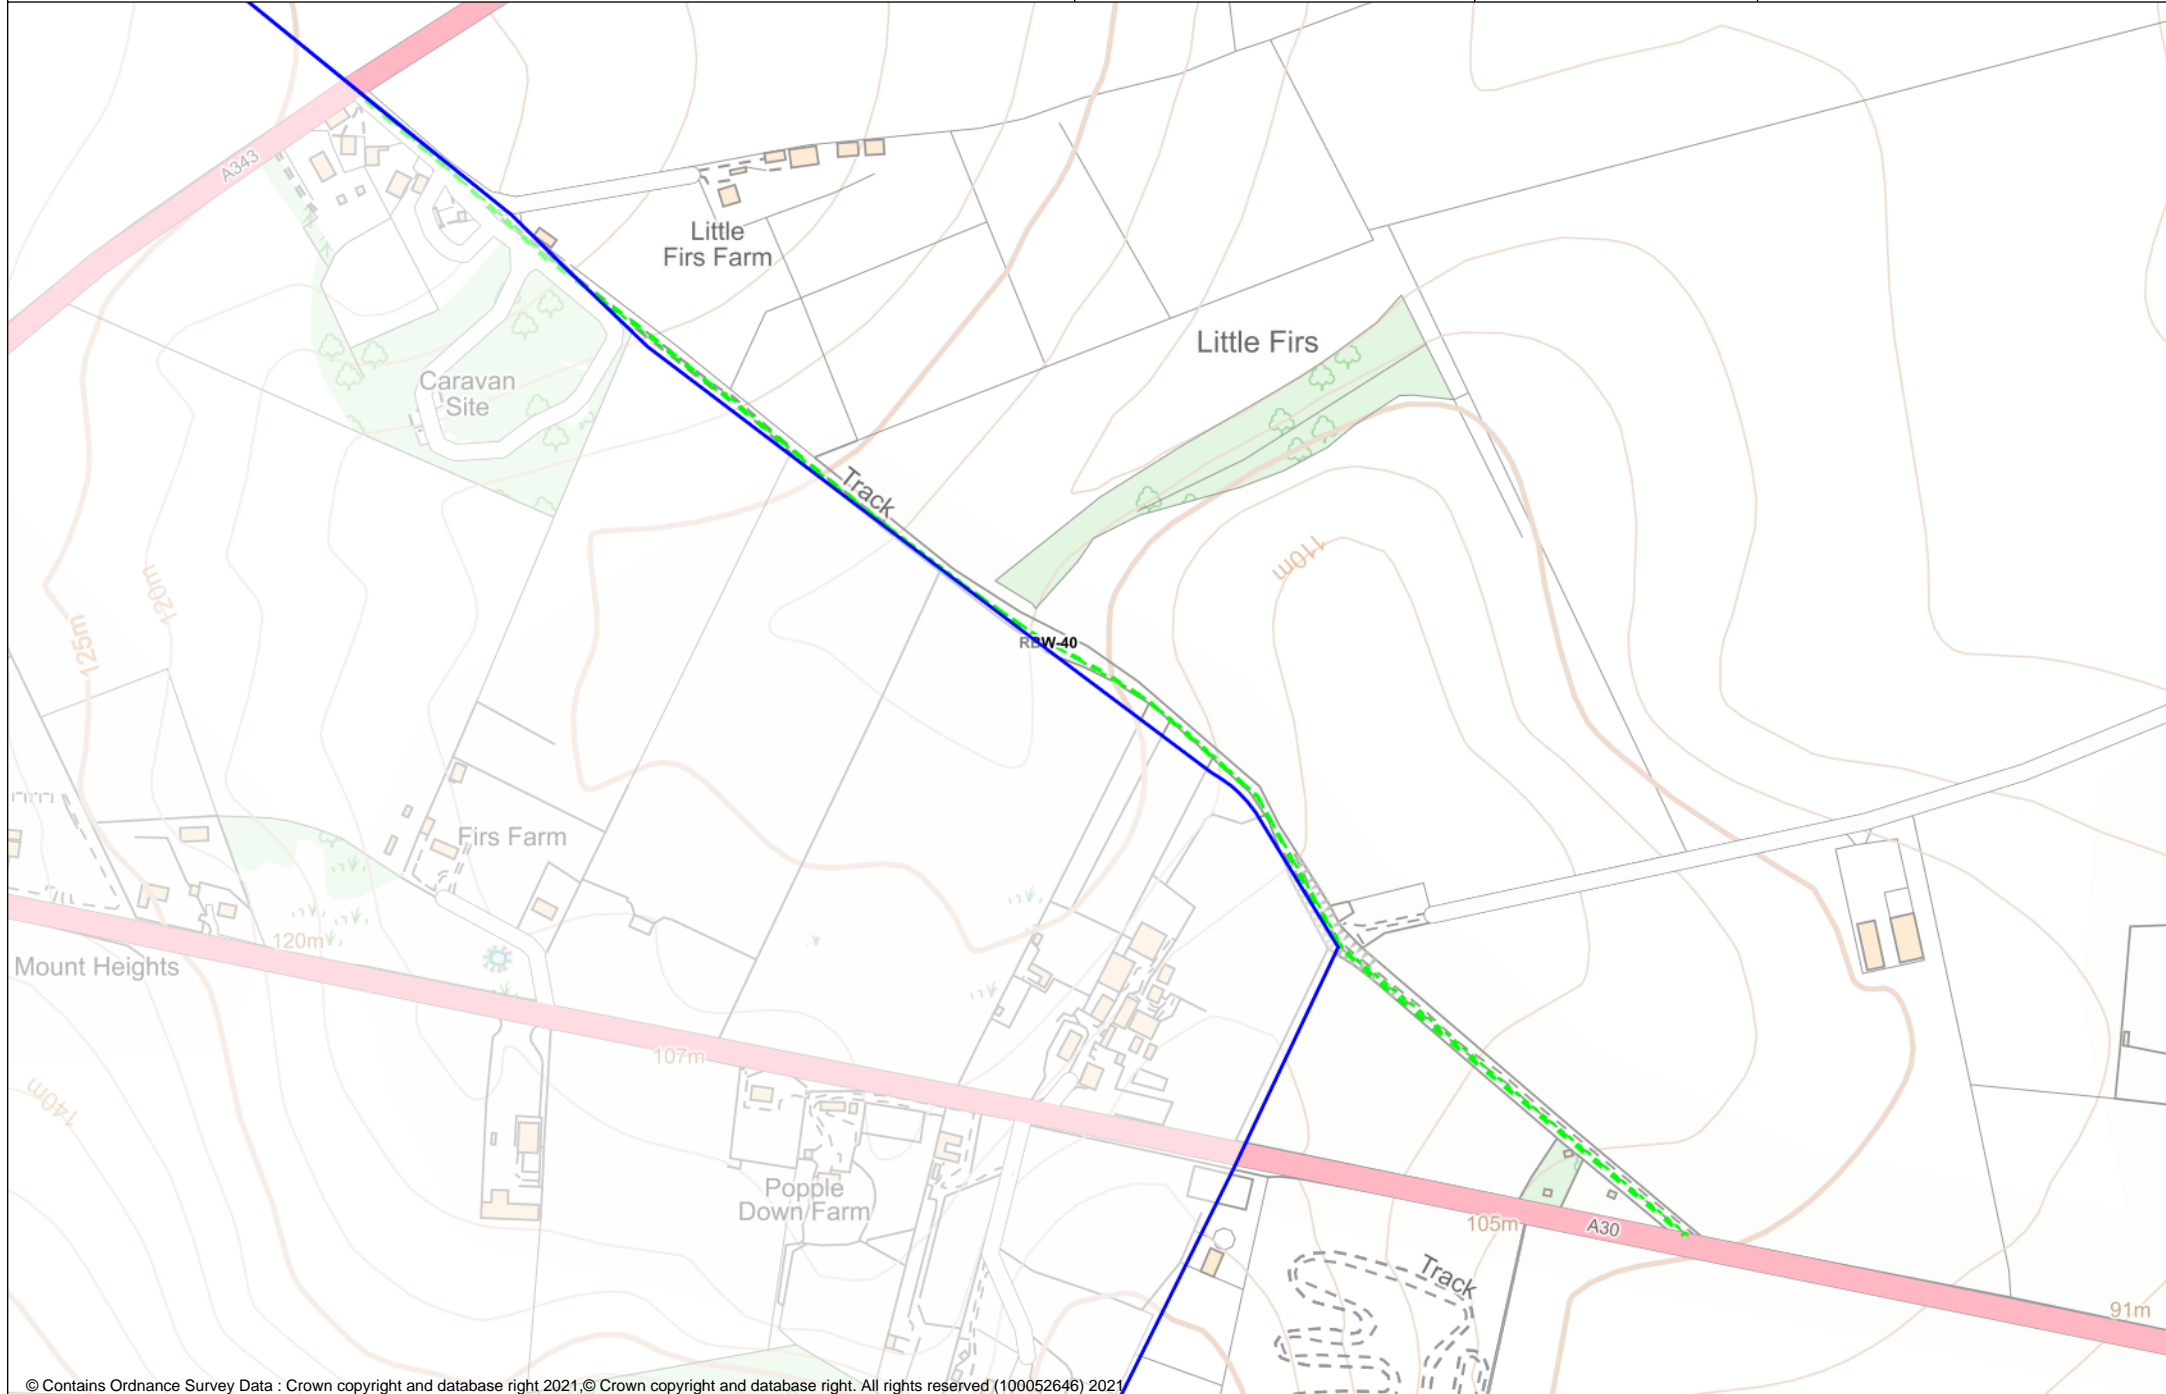 A343
Little
Firs Farm
Little Firs
Caravan
Site
Track
110m
120m
125m
RBW-40
Firs Farm
120m
Mount Heights
107m
140m
Popple
Down Farm
105m
A30
Track
91m
© Contains Ordnance Survey Data : Crown copyright and database right 2021,© Crown copyright and database right. All rights reserved (100052646) 2021